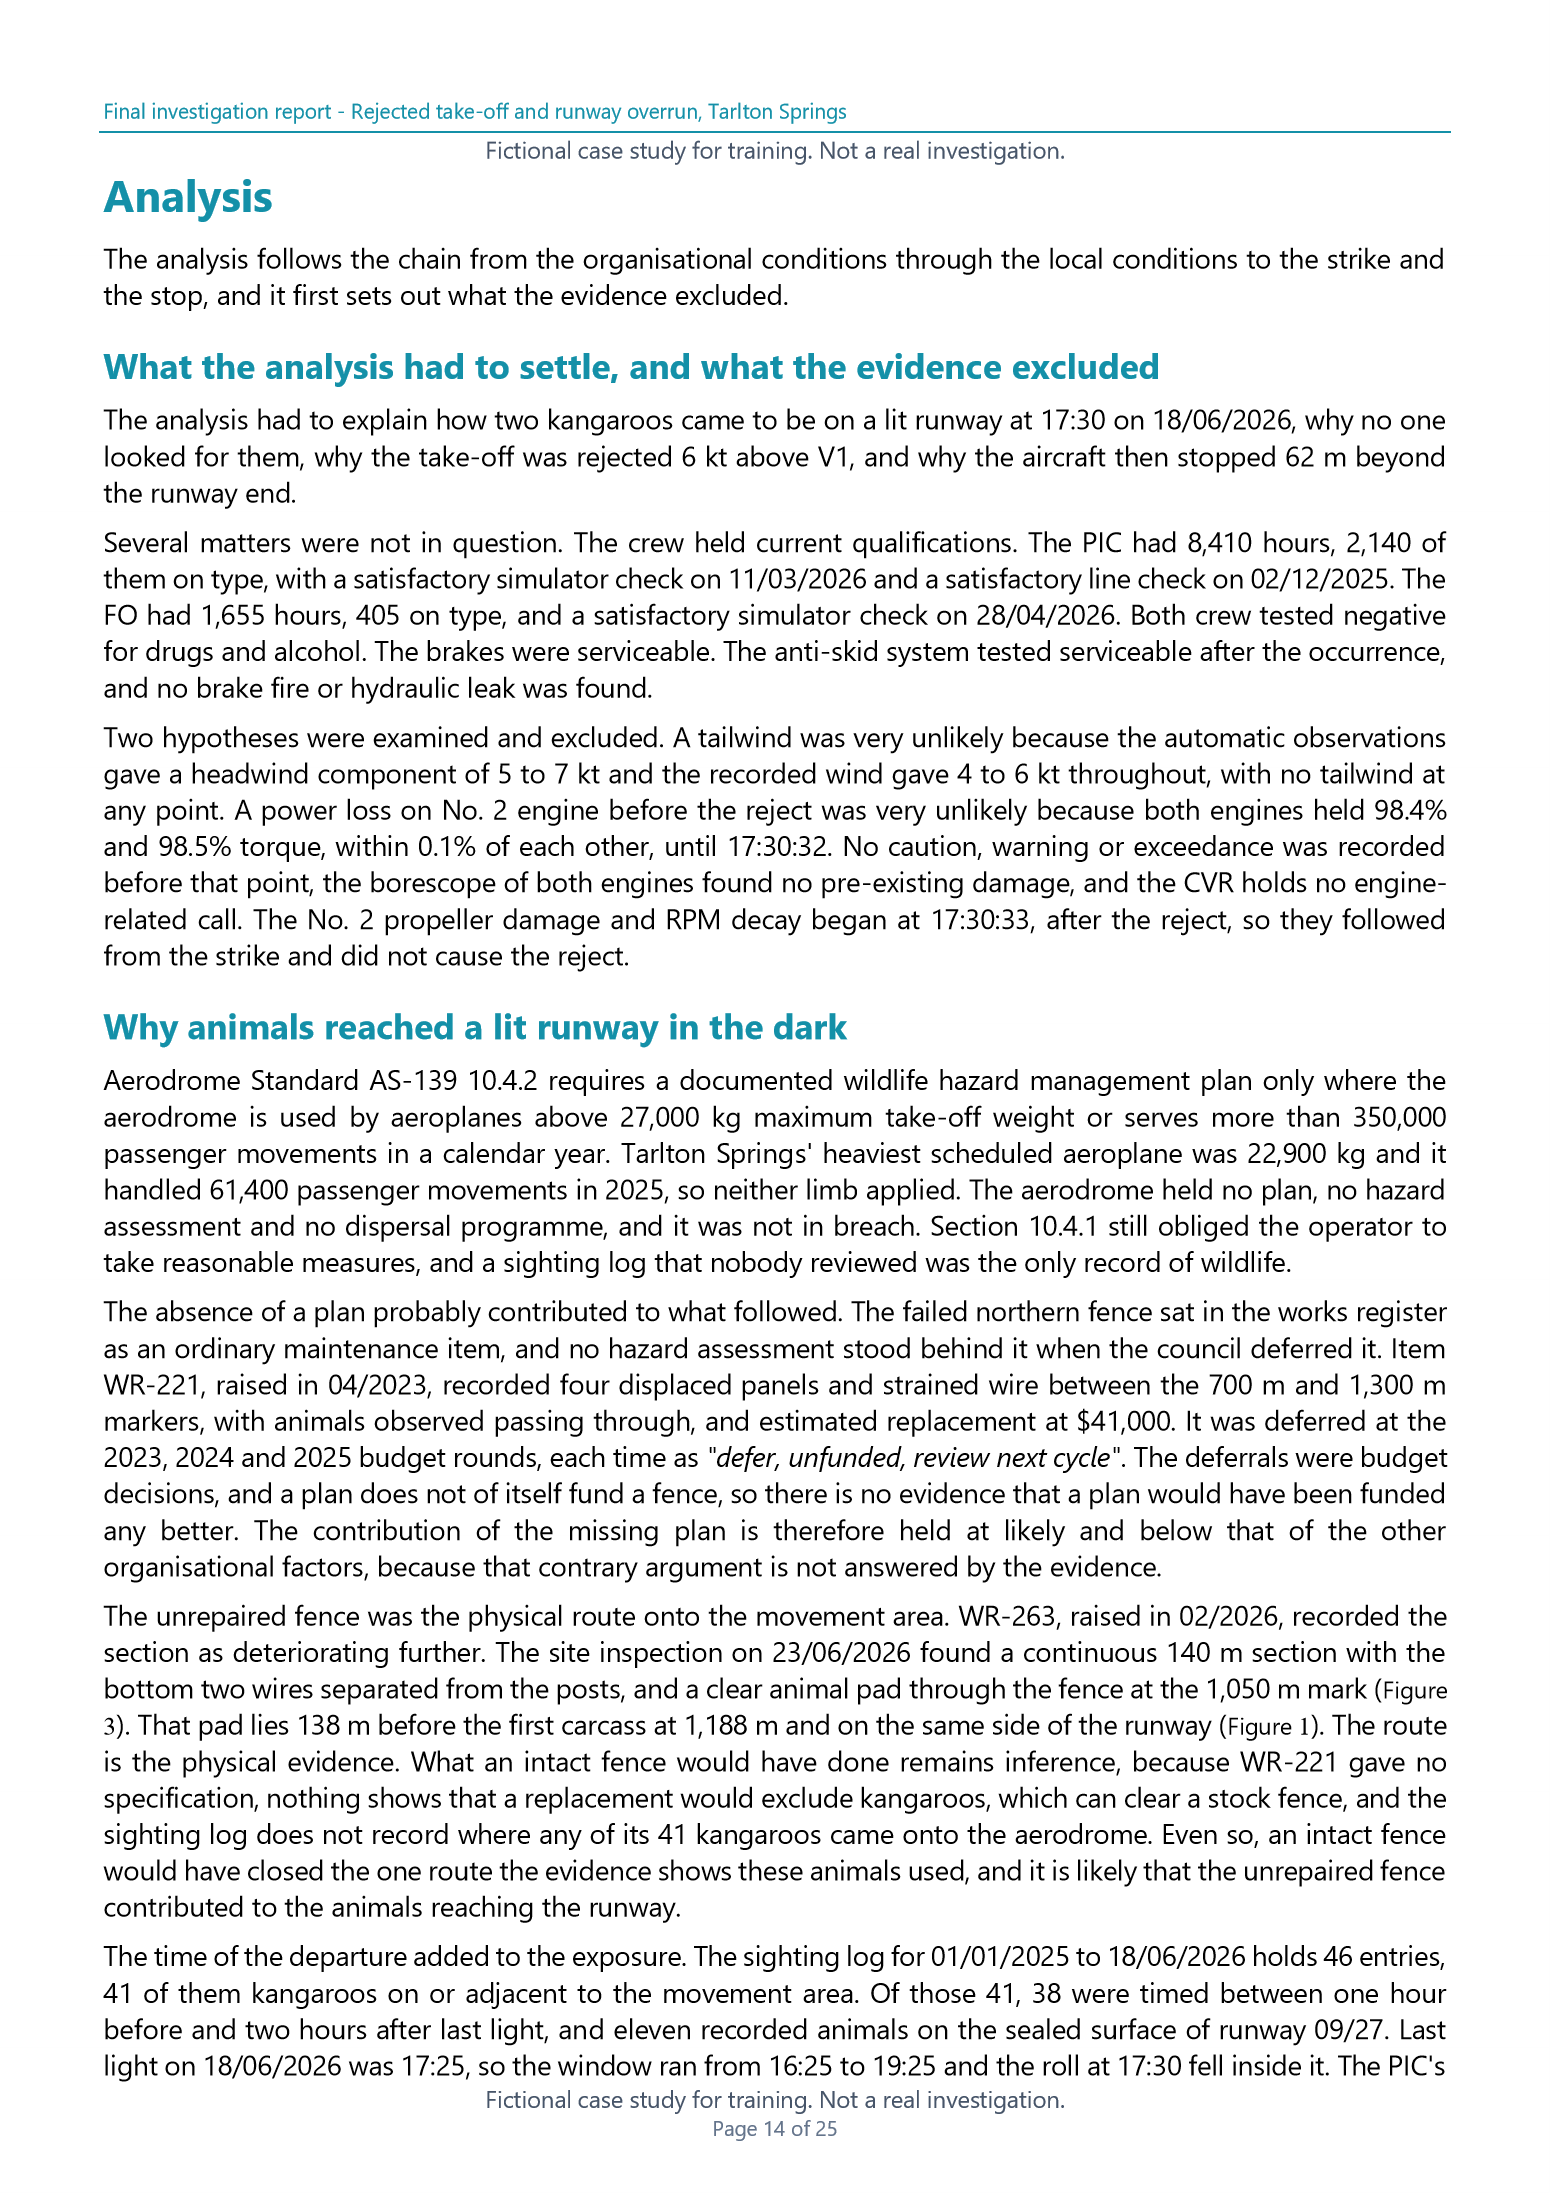 Final investigation report - Rejected take-off and runway overrun, Tarlton Springs
Fictional case study for training. Not a real investigation.
Analysis
The analysis follows the chain from the organisational conditions through the local conditions to the strike and
the stop, and it first sets out what the evidence excluded.
What the analysis had to settle, and what the evidence excluded
The analysis had to explain how two kangaroos came to be on a lit runway at 17:30 on 18/06/2026, why no one
looked for them, why the take-off was rejected 6 kt above V1, and why the aircraft then stopped 62 m beyond
the runway end.
Several matters were not in question. The crew held current qualifications. The PIC had 8,410 hours, 2,140 of
them on type, with a satisfactory simulator check on 11/03/2026 and a satisfactory line check on 02/12/2025. The
FO had 1,655 hours, 405 on type, and a satisfactory simulator check on 28/04/2026. Both crew tested negative
for drugs and alcohol. The brakes were serviceable. The anti-skid system tested serviceable after the occurrence,
and no brake fire or hydraulic leak was found.
Two hypotheses were examined and excluded. A tailwind was very unlikely because the automatic observations
gave a headwind component of 5 to 7 kt and the recorded wind gave 4 to 6 kt throughout, with no tailwind at
any point. A power loss on No. 2 engine before the reject was very unlikely because both engines held 98.4%
and 98.5% torque, within 0.1% of each other, until 17:30:32. No caution, warning or exceedance was recorded
before that point, the borescope of both engines found no pre-existing damage, and the CVR holds no engine-
related call. The No. 2 propeller damage and RPM decay began at 17:30:33, after the reject, so they followed
from the strike and did not cause the reject.
Why animals reached a lit runway in the dark
Aerodrome Standard AS-139 10.4.2 requires a documented wildlife hazard management plan only where the
aerodrome is used by aeroplanes above 27,000 kg maximum take-off weight or serves more than 350,000
passenger movements in a calendar year. Tarlton Springs' heaviest scheduled aeroplane was 22,900 kg and it
handled 61,400 passenger movements in 2025, so neither limb applied. The aerodrome held no plan, no hazard
assessment and no dispersal programme, and it was not in breach. Section 10.4.1 still obliged the operator to
take reasonable measures, and a sighting log that nobody reviewed was the only record of wildlife.
The absence of a plan probably contributed to what followed. The failed northern fence sat in the works register
as an ordinary maintenance item, and no hazard assessment stood behind it when the council deferred it. Item
WR-221, raised in 04/2023, recorded four displaced panels and strained wire between the 700 m and 1,300 m
markers, with animals observed passing through, and estimated replacement at $41,000. It was deferred at the
2023, 2024 and 2025 budget rounds, each time as "defer, unfunded, review next cycle". The deferrals were budget
decisions, and a plan does not of itself fund a fence, so there is no evidence that a plan would have been funded
any better. The contribution of the missing plan is therefore held at likely and below that of the other
organisational factors, because that contrary argument is not answered by the evidence.
The unrepaired fence was the physical route onto the movement area. WR-263, raised in 02/2026, recorded the
section as deteriorating further. The site inspection on 23/06/2026 found a continuous 140 m section with the
bottom two wires separated from the posts, and a clear animal pad through the fence at the 1,050 m mark (Figure
3). That pad lies 138 m before the first carcass at 1,188 m and on the same side of the runway (Figure 1). The route
is the physical evidence. What an intact fence would have done remains inference, because WR-221 gave no
specification, nothing shows that a replacement would exclude kangaroos, which can clear a stock fence, and the
sighting log does not record where any of its 41 kangaroos came onto the aerodrome. Even so, an intact fence
would have closed the one route the evidence shows these animals used, and it is likely that the unrepaired fence
contributed to the animals reaching the runway.
The time of the departure added to the exposure. The sighting log for 01/01/2025 to 18/06/2026 holds 46 entries,
41 of them kangaroos on or adjacent to the movement area. Of those 41, 38 were timed between one hour
before and two hours after last light, and eleven recorded animals on the sealed surface of runway 09/27. Last
light on 18/06/2026 was 17:25, so the window ran from 16:25 to 19:25 and the roll at 17:30 fell inside it. The PIC's
Fictional case study for training. Not a real investigation.
Page 14 of 25